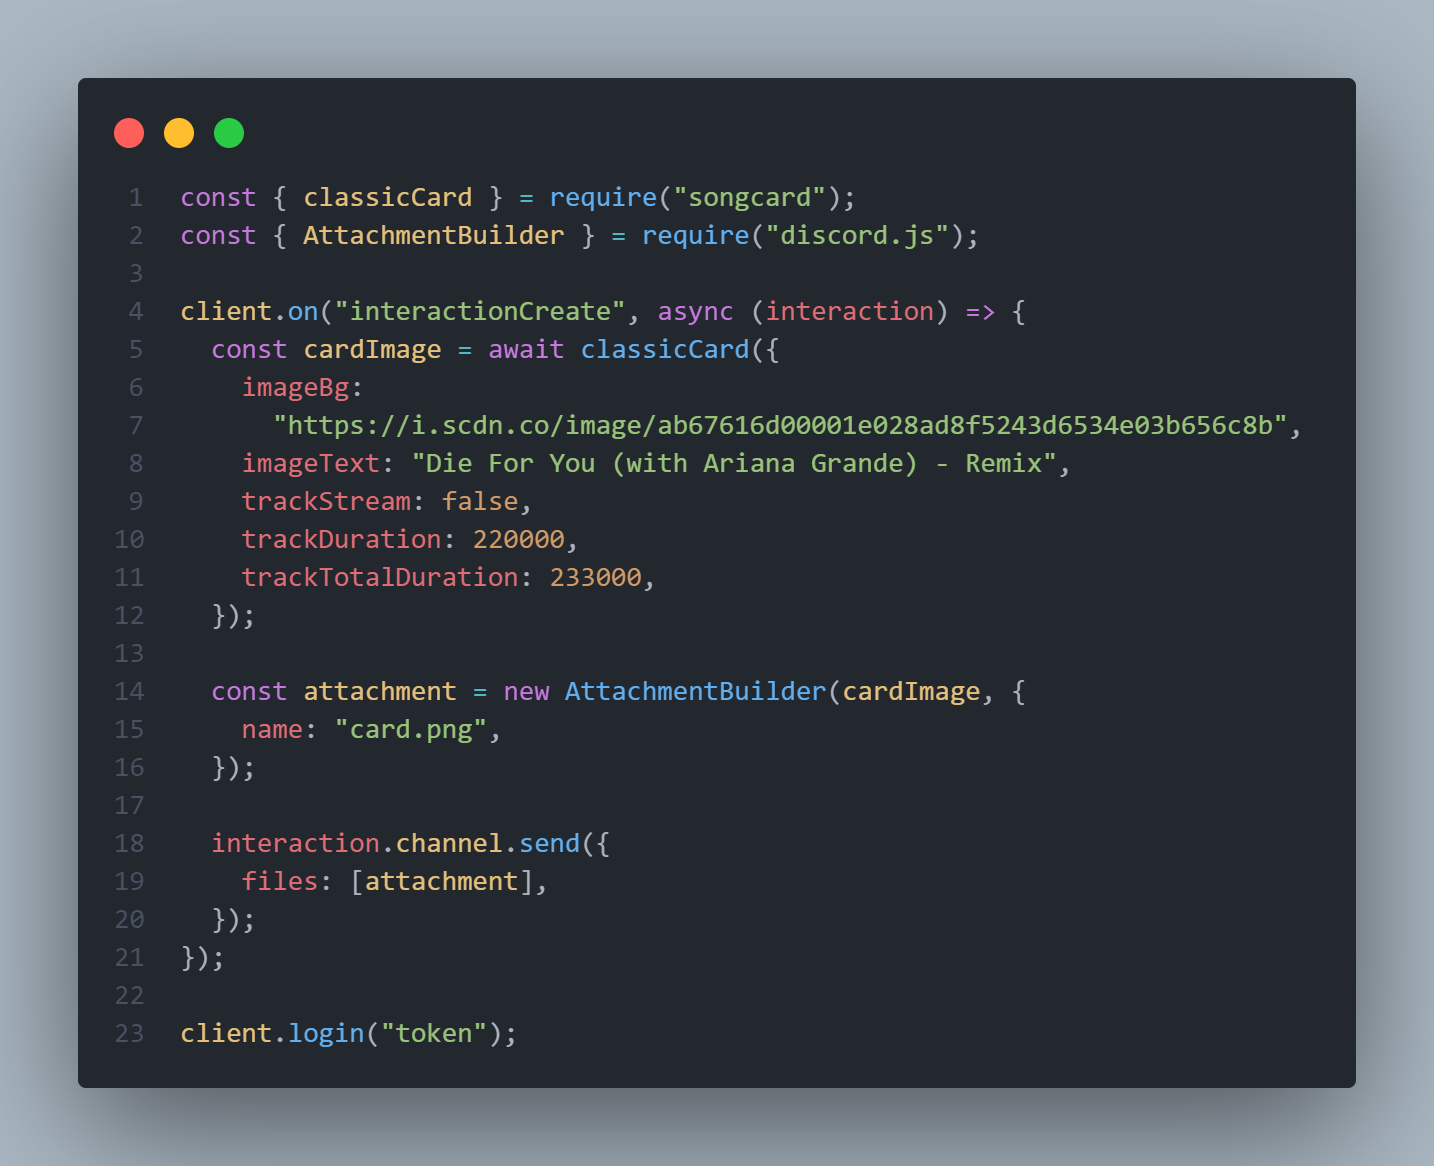 1 const { classicCard } = require("songcard");
2 const { AttachmentBuilder } = require("discord.js");
3
4 client.on("interactionCreate", async (interaction) => {
5   const cardImage = await classicCard({
6     imageBg:
7       "https://i.scdn.co/image/ab67616d00001e028ad8f5243d6534e03b656c8b",
8     imageText: "Die For You (with Ariana Grande) - Remix",
9     trackStream: false,
10     trackDuration: 220000,
11     trackTotalDuration: 233000,
12   });
13
14   const attachment = new AttachmentBuilder(cardImage, {
15     name: "card.png",
16   });
17
18   interaction.channel.send({
19     files: [attachment],
20   });
21 });
22
23 client.login("token");